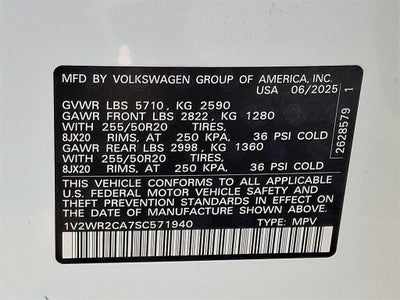 MFD BY VOLKSWAGEN GROUP OF AMERICA, INC.
USA 06/2025
GVWR LBS 5710, KG 2590
GAWR FRONT LBS 2822, KG 1280
WITH 255/50R20 TIRES,
8JX20 RIMS, AT 250 KPA, 36 PSI COLD
GAWR REAR LBS 2998, KG 1360
WITH 255/50R20 TIRES,
8JX20 RIMS, AT 250 KPA, 36 PSI COLD
THIS VEHICLE CONFORMS TO ALL APPLICABLE
U.S. FEDERAL MOTOR VEHICLE SAFETY AND
THEFT PREVENTION STANDARDS IN EFFECT ON THE
DATE OF MANUFACTURE SHOWN ABOVE.
1V2WR2CA7SC571940 TYPE: MPV
2628579 1